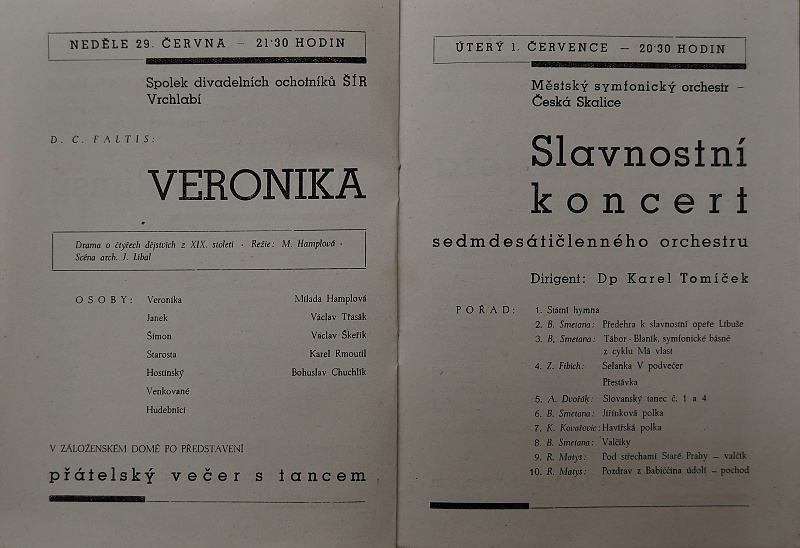 NEDĚLE 29. ČERVNA — 21·30 HODIN
Spolek divadelních ochotníků ŠÍR
Vrchlabí
D. C. FALTIS:
VERONIKA
Drama o čtyřech dějstvích z XIX. století · Režie: M. Hamplová ·
Scéna arch. J. Líbal
OSOBY:
Veronika Milada Hamplová
Janek Václav Třasák
Šimon Václav Škeřík
Starosta Karel Rmoutil
Hostinský Bohuslav Chuchlík
Venkované
Hudebníci
V ZÁLOŽENSKÉM DOMĚ PO PŘEDSTAVENÍ
přátelský večer s tancem
ÚTERÝ 1. ČERVENCE — 20·30 HODIN
Městský symfonický orchestr –
Česká Skalice
Slavnostní
koncert
sedmdesátičlenného orchestru
Dirigent: Dp Karel Tomíček
POŘAD:
1. Státní hymna
2. B. Smetana: Předehra k slavnostní opeře Libuše
3. B. Smetana: Tábor - Blaník, symfonické básně
z cyklu Má vlast
4. Z. Fibich: Selanka V podvečer
Přestávka
5. A. Dvořák: Slovanský tanec č. 1 a 4
6. B. Smetana: Jiřinková polka
7. K. Kovařovic: Havířská polka
8. B. Smetana: Valčíky
9. R. Matys: Pod střechami Staré Prahy – valčík
10. R. Matys: Pozdrav z Babiččina údolí – pochod